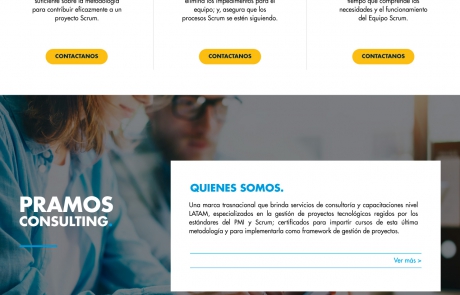 suficiente sobre la metodología
para contribuir eficazmente a un
proyecto Scrum.
CONTACTANOS
elimina los impedimentos para el
equipo; y, asegura que los
procesos Scrum se estén siguiendo.
CONTACTANOS
tiempo que comprende las
necesidades y el funcionamiento
del Equipo Scrum.
CONTACTANOS
PRAMOS
CONSULTING
QUIENES SOMOS.
Una marca trasnacional que brinda servicios de consultoría y capacitaciones nivel
LATAM, especializados en la gestión de proyectos tecnológicos regidos por los
estándares del PMI y Scrum; certificados para impartir cursos de esta última
metodología y para implementarla como framework de gestión de proyectos.
Ver más >